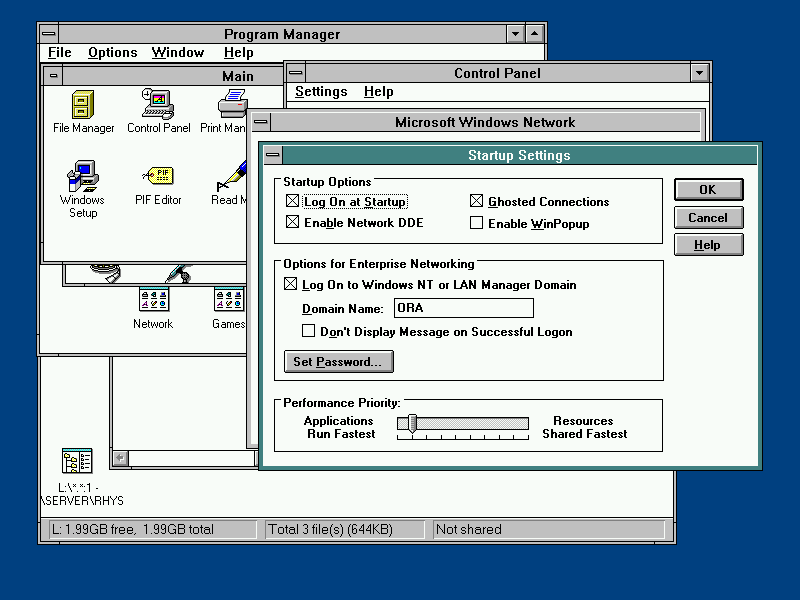 Program Manager
File Options Window Help
Main
File Manager
Control Panel
Print Man
Windows
Setup
PIF Editor
Read M
PIF
Network
Games
Control Panel
Settings Help
Microsoft Windows Network
Startup Settings
Startup Options
Log On at Startup
Ghosted Connections
Enable Network DDE
Enable WinPopup
OK
Cancel
Help
Options for Enterprise Networking
Log On to Windows NT or LAN Manager Domain
Domain Name: ORA
Don't Display Message on Successful Logon
Set Password...
Performance Priority:
Applications
Run Fastest
Resources
Shared Fastest
L:\*.*:1 -
\SERVER\RHYS
L: 1.99GB free, 1.99GB total
Total 3 file(s) (644KB)
Not shared